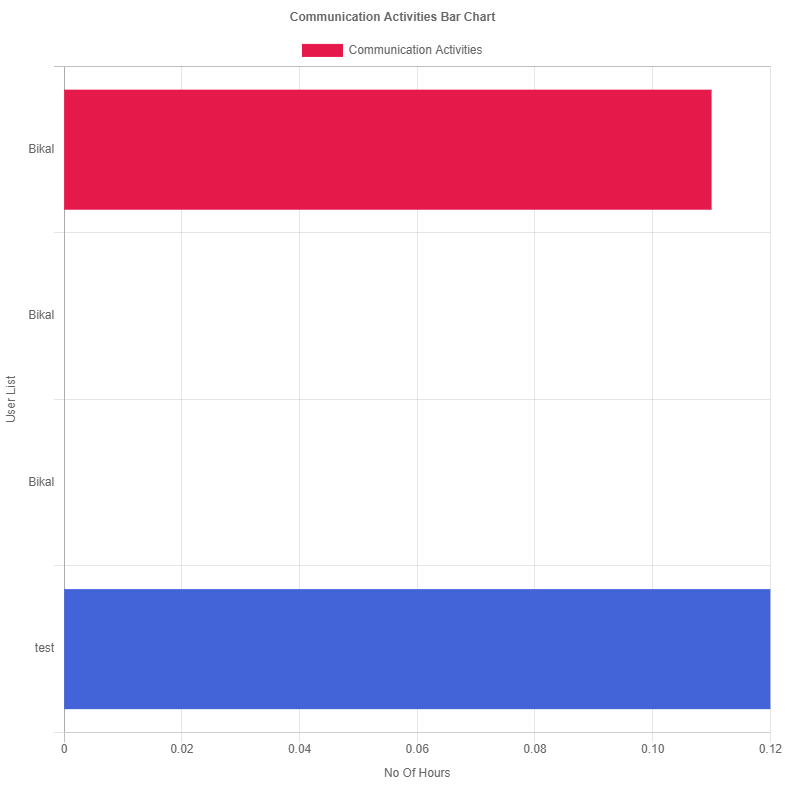 Communication Activities Bar Chart
Communication Activities
Bikal
Bikal
Bikal
test
User List
0 0.02 0.04 0.06 0.08 0.10 0.12
No Of Hours